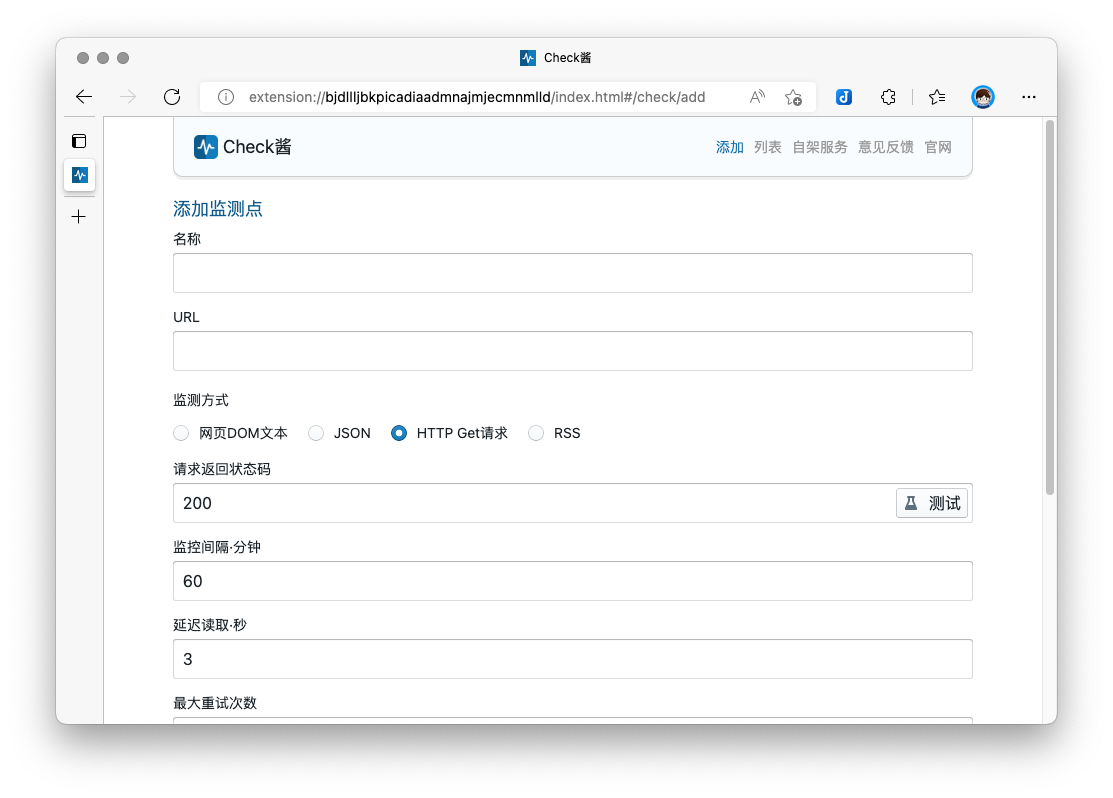 Check酱
extension://bjdllljbkpicadiaadmnajmjecmnmlld/index.html#/check/add
Check酱 添加 列表 自架服务 意见反馈 官网
添加监测点
名称
URL
监测方式
网页DOM文本 JSON HTTP Get请求 RSS
请求返回状态码
200 测试
监控间隔·分钟
60
延迟读取·秒
3
最大重试次数